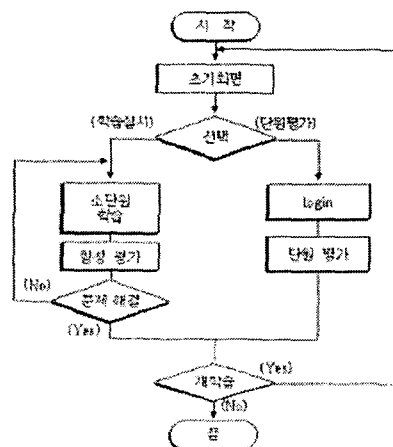 시 작
초기화면
(학습실시) (단원평가)
선택
소단원
학습
login
형성 평가
단원 평가
(No)
문제 해결
(Yes)
(Yes)
재학습
(No)
끝